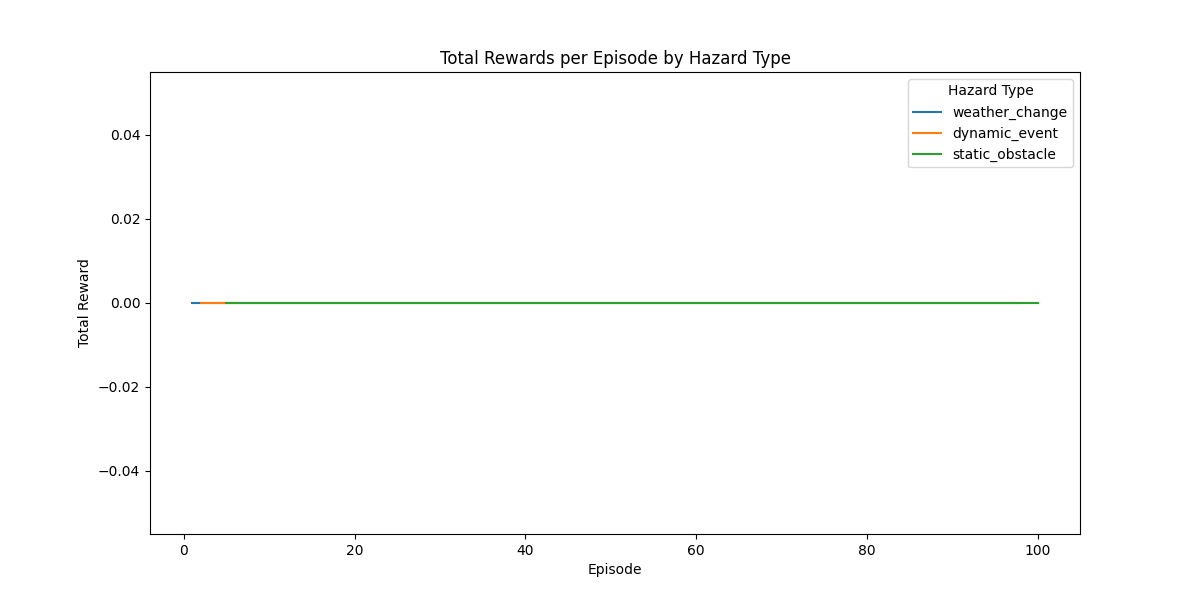 Total Rewards per Episode by Hazard Type
Hazard Type
weather_change
dynamic_event
static_obstacle
0.04
0.02
0.00
−0.02
−0.04
Total Reward
0 20 40 60 80 100
Episode